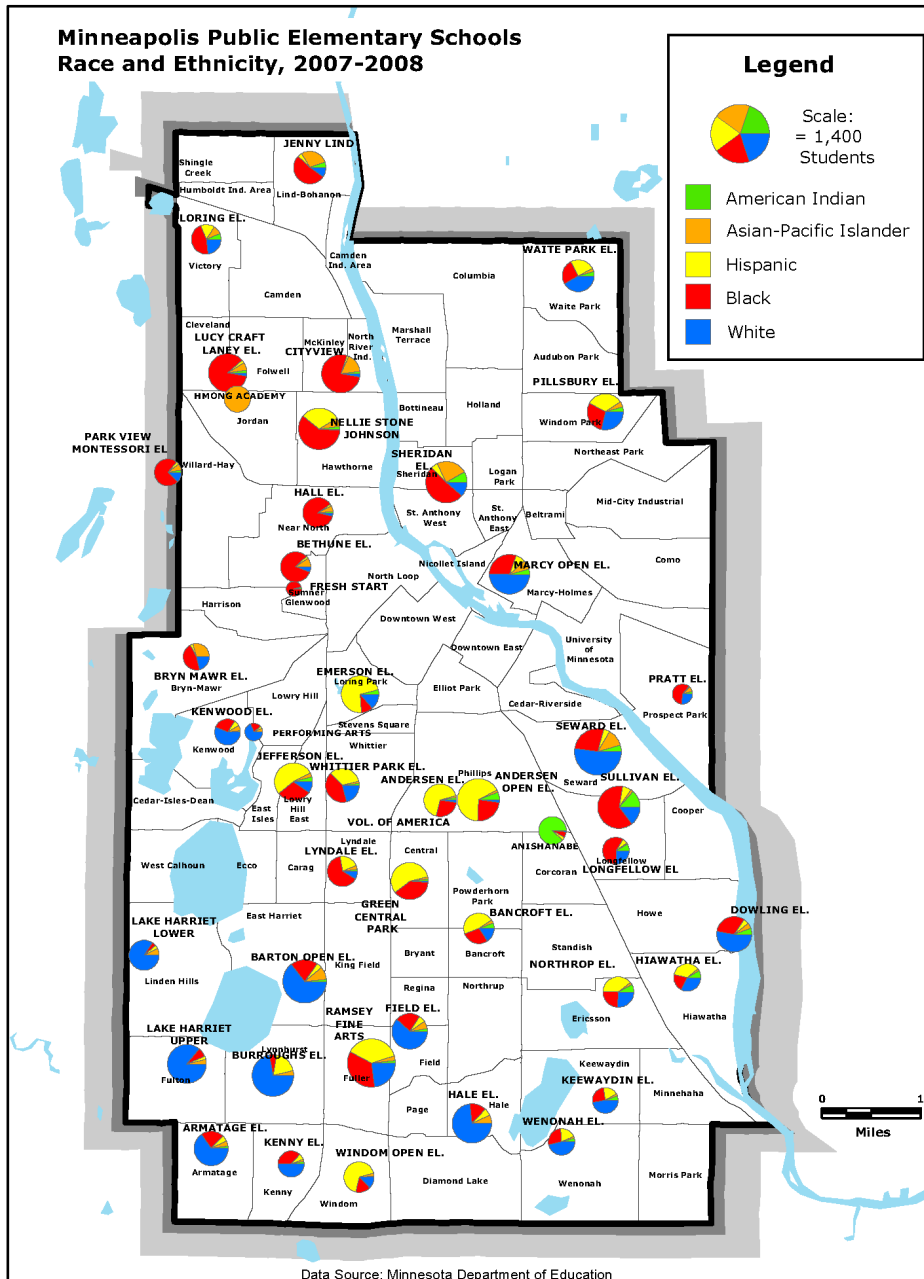 Minneapolis Public Elementary Schools
Race and Ethnicity, 2007-2008
Legend
Scale:
= 1,400
Students
American Indian
Asian-Pacific Islander
Hispanic
Black
White
JENNY LIND
Shingle
Creek
Humboldt Ind. Area
Lind-Bohanon
LORING EL.
Victory
Camden
Ind. Area
Camden
Columbia
WAITE PARK EL.
Waite Park
Cleveland
LUCY CRAFT
LANEY EL.
Folwell
McKinley
CITYVIEW
North
River
Ind.
Marshall
Terrace
Audubon Park
HMONG ACADEMY
Jordan
NELLIE STONE
JOHNSON
Hawthorne
Bottineau
Holland
PILLSBURY EL.
Windom Park
Northeast Park
PARK VIEW
MONTESSORI EL
Willard-Hay
SHERIDAN
EL.
Sheridan
Logan
Park
St. Anthony
West
St.
Anthony
East
Beltrami
Mid-City Industrial
HALL EL.
Near North
BETHUNE EL.
FRESH START
Sumner
Glenwood
North Loop
Nicollet Island
MARCY OPEN EL.
Marcy-Holmes
Como
Harrison
Downtown West
Downtown East
University
of
Minnesota
BRYN MAWR EL.
Bryn-Mawr
Lowry Hill
EMERSON EL.
Loring Park
Elliot Park
Cedar-Riverside
PRATT EL.
Prospect Park
KENWOOD EL.
Kenwood
PERFORMING ARTS
Stevens Square
Whittier
SEWARD EL.
Seward
JEFFERSON EL.
WHITTIER PARK EL.
Cedar-Isles-Dean
East
Isles
Lowry
Hill
East
ANDERSEN EL.
Phillips
ANDERSEN
OPEN EL.
SULLIVAN EL.
Cooper
VOL. OF AMERICA
ANISHANABE
Corcoran
Longfellow
LONGFELLOW EL
West Calhoun
Ecco
Carag
Lyndale
LYNDALE EL.
Central
GREEN
CENTRAL
PARK
Powderhorn
Park
BANCROFT EL.
Bancroft
Howe
DOWLING EL.
LAKE HARRIET
LOWER
Linden Hills
East Harriet
BARTON OPEN EL.
King Field
Bryant
Regina
Northrup
Standish
NORTHROP EL.
Ericsson
HIAWATHA EL.
Hiawatha
LAKE HARRIET
UPPER
Fulton
Lynnhurst
BURROUGHS EL.
RAMSEY
FINE
ARTS
Fuller
FIELD EL.
Field
Keewaydin
KEEWAYDIN EL.
Minnehaha
Page
HALE EL.
Hale
WENONAH EL.
Wenonah
ARMATAGE EL.
Armatage
KENNY EL.
Kenny
WINDOM OPEN EL.
Windom
Diamond Lake
Morris Park
0 1
Miles
Data Source: Minnesota Department of Education